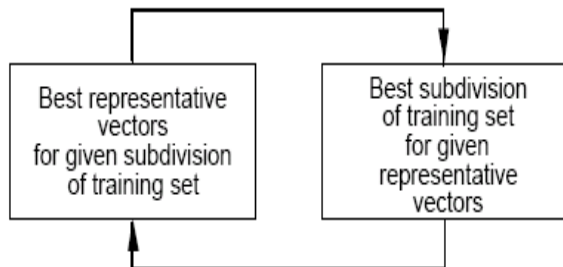 Best representative
vectors
for given subdivision
of training set
Best subdivision
of training set
for given
representative
vectors